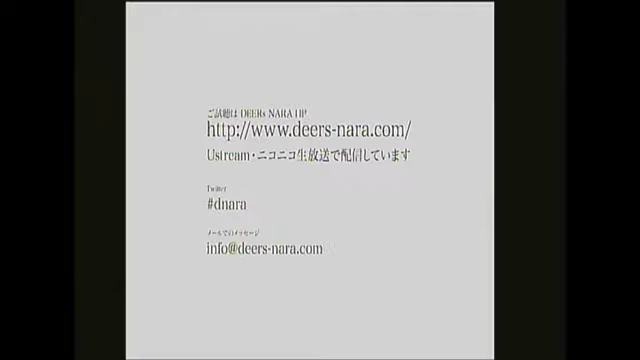 ご試聴は DEERs NARA HP
http://www.deers-nara.com/
Ustream・ニコニコ生放送で配信しています
Twitter
#dnara
メールでのメッセージ
info@deers-nara.com